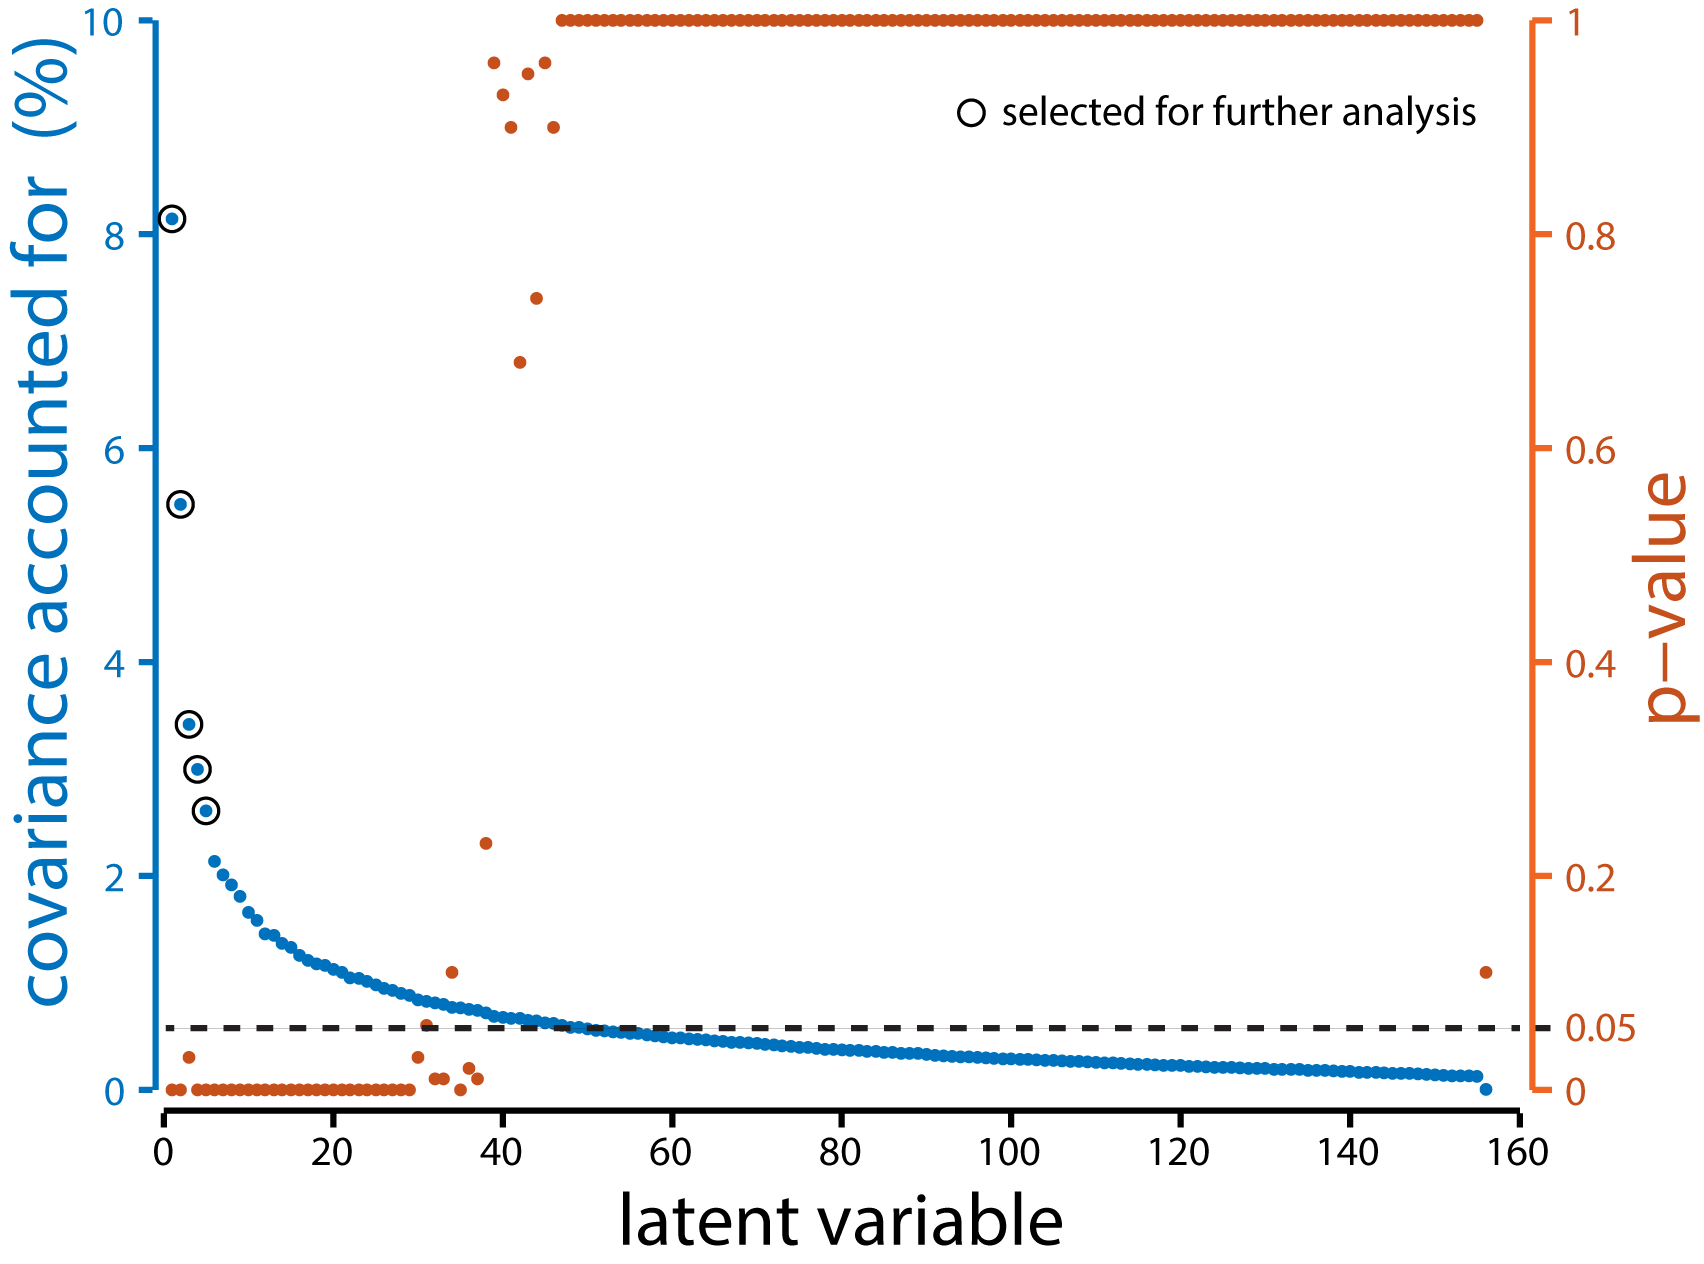 covariance accounted for (%)
10
8
6
4
2
0
selected for further analysis
1
0.8
0.6
0.4
0.2
0.05
0
p−value
0 20 40 60 80 100 120 140 160
latent variable